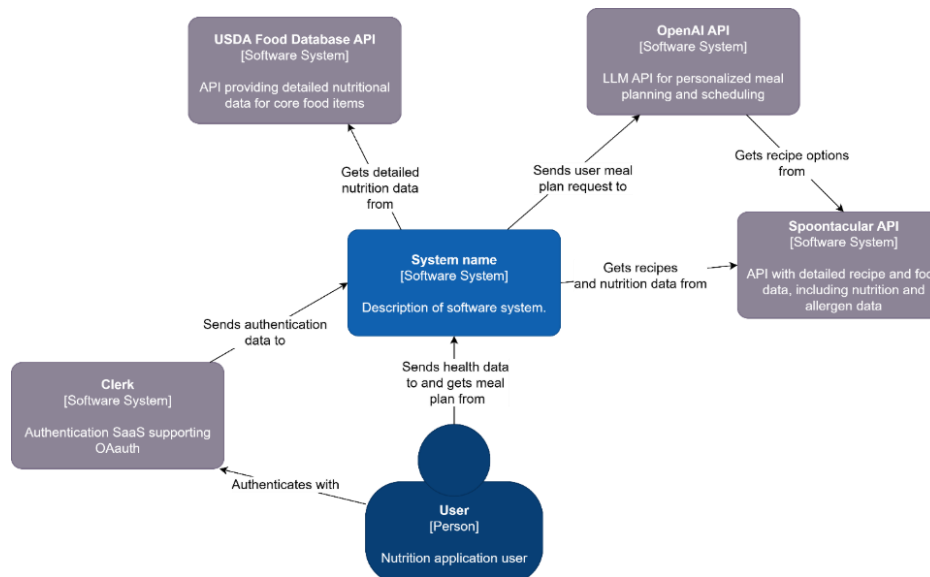 USDA Food Database API
[Software System]
API providing detailed nutritional
data for core food items
OpenAI API
[Software System]
LLM API for personalized meal
planning and scheduling
Gets detailed
nutrition data
from
Sends user meal
plan request to
Gets recipe options
from
System name
[Software System]
Description of software system.
Gets recipes
and nutrition data from
Spoontacular API
[Software System]
API with detailed recipe and foo
data, including nutrition and
allergen data
Sends authentication
data to
Clerk
[Software System]
Authentication SaaS supporting
OAauth
Sends health data
to and gets meal
plan from
Authenticates with
User
[Person]
Nutrition application user